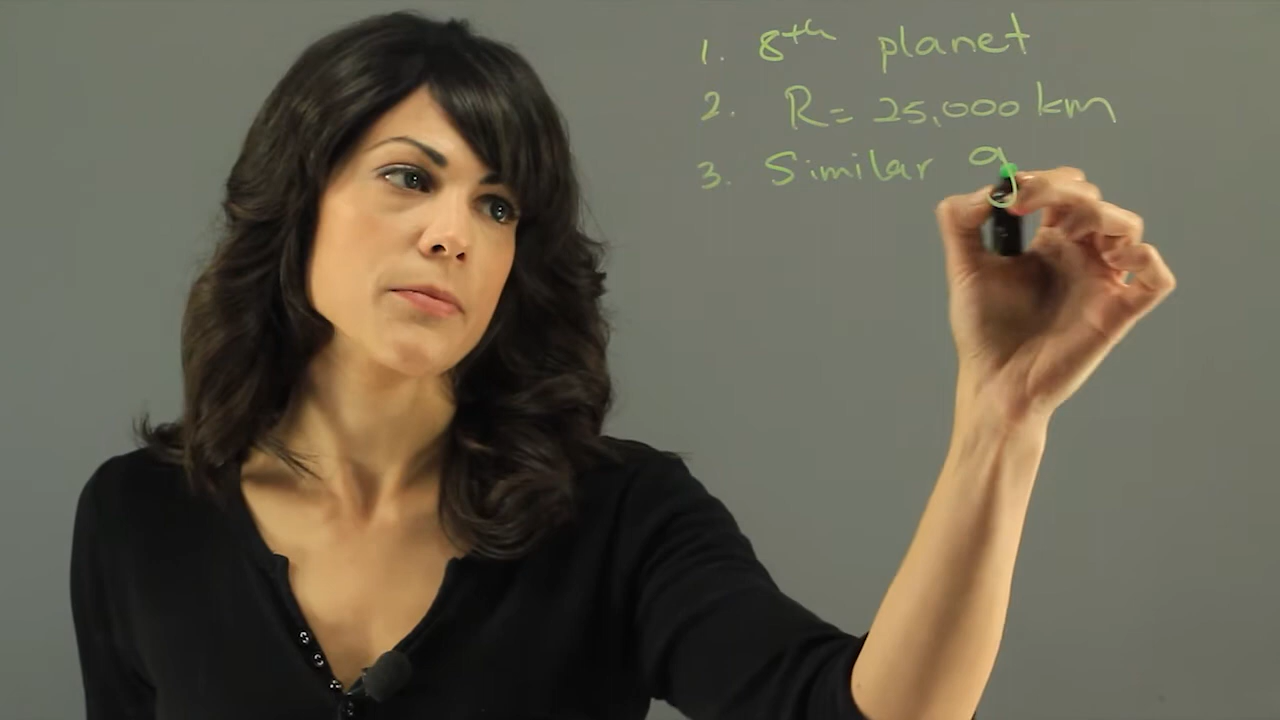 1. 8th planet
2. R= 25,000 km
3. Similar g